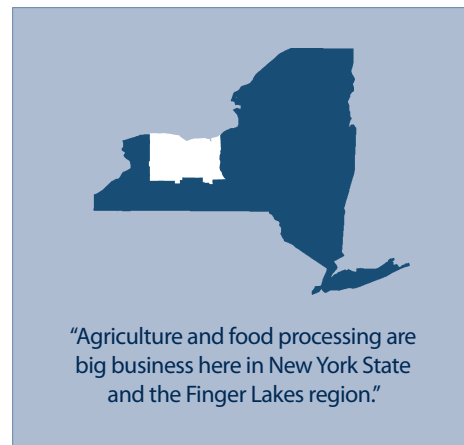 “Agriculture and food processing are
big business here in New York State
and the Finger Lakes region.”